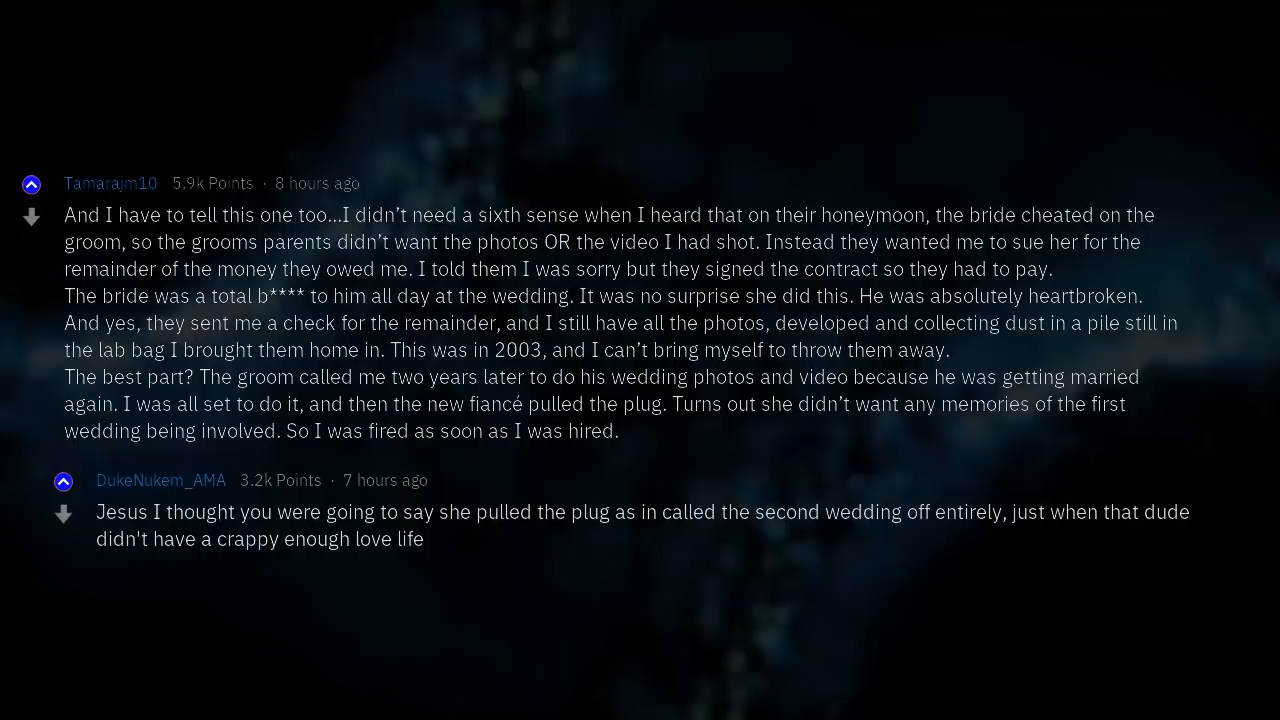 Tamarajm10 5.9k Points · 8 hours ago
And I have to tell this one too...I didn’t need a sixth sense when I heard that on their honeymoon, the bride cheated on the
groom, so the grooms parents didn’t want the photos OR the video I had shot. Instead they wanted me to sue her for the
remainder of the money they owed me. I told them I was sorry but they signed the contract so they had to pay.
The bride was a total b**** to him all day at the wedding. It was no surprise she did this. He was absolutely heartbroken.
And yes, they sent me a check for the remainder, and I still have all the photos, developed and collecting dust in a pile still in
the lab bag I brought them home in. This was in 2003, and I can’t bring myself to throw them away.
The best part? The groom called me two years later to do his wedding photos and video because he was getting married
again. I was all set to do it, and then the new fiancé pulled the plug. Turns out she didn’t want any memories of the first
wedding being involved. So I was fired as soon as I was hired.
DukeNukem_AMA 3.2k Points · 7 hours ago
Jesus I thought you were going to say she pulled the plug as in called the second wedding off entirely, just when that dude
didn't have a crappy enough love life